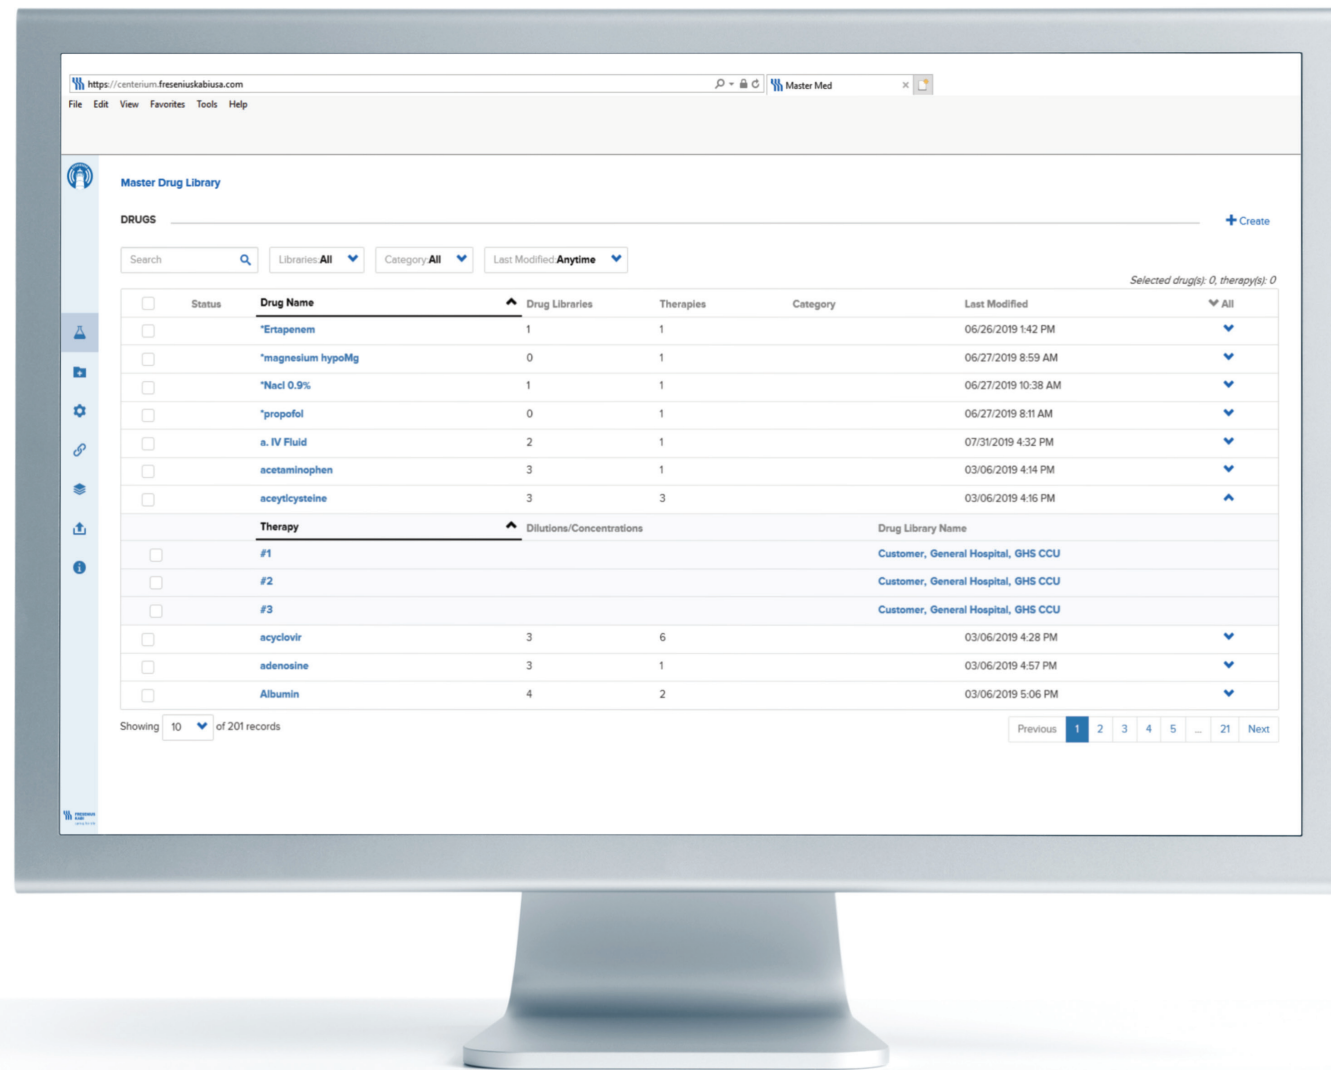 https://centerium.freseniuskabiusa.com Master Med
File Edit View Favorites Tools Help
Master Drug Library
DRUGS Create
Search Libraries:All Category:All Last Modified:Anytime
Selected drug(s): 0, therapy(s): 0
Status Drug Name Drug Libraries Therapies Category Last Modified All
*Ertapenem 1 1 06/26/2019 1:42 PM
*magnesium hypoMg 0 1 06/27/2019 8:59 AM
*Nacl 0.9% 1 1 06/27/2019 10:38 AM
*propofol 0 1 06/27/2019 8:11 AM
a. IV Fluid 2 1 07/31/2019 4:32 PM
acetaminophen 3 1 03/06/2019 4:14 PM
aceytlcysteine 3 3 03/06/2019 4:16 PM
Therapy Dilutions/Concentrations Drug Library Name
#1 Customer, General Hospital, GHS CCU
#2 Customer, General Hospital, GHS CCU
#3 Customer, General Hospital, GHS CCU
acyclovir 3 6 03/06/2019 4:28 PM
adenosine 3 1 03/06/2019 4:57 PM
Albumin 4 2 03/06/2019 5:06 PM
Showing 10 of 201 records Previous 1 2 3 4 5 ... 21 Next
FRESENIUS
KABI